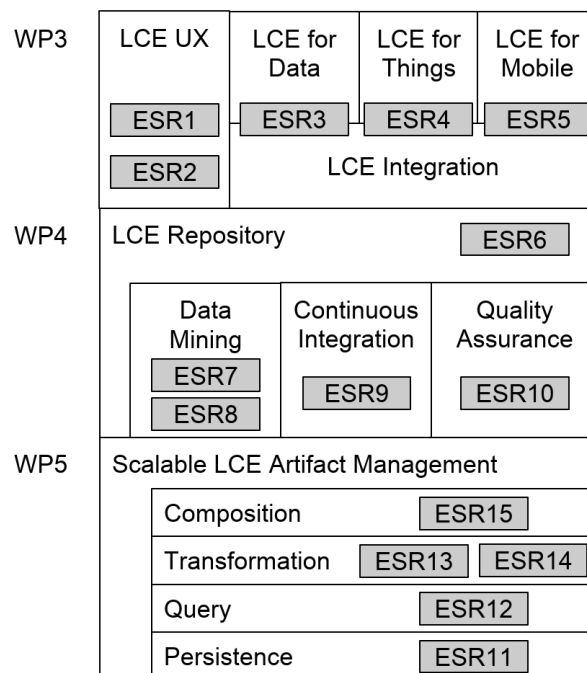 WP3
LCE UX
LCE for
Data
LCE for
Things
LCE for
Mobile
ESR1
ESR3
ESR4
ESR5
ESR2
LCE Integration
WP4
LCE Repository
ESR6
Data
Mining
ESR7
ESR8
Continuous
Integration
ESR9
Quality
Assurance
ESR10
WP5
Scalable LCE Artifact Management
Composition
ESR15
Transformation
ESR13
ESR14
Query
ESR12
Persistence
ESR11